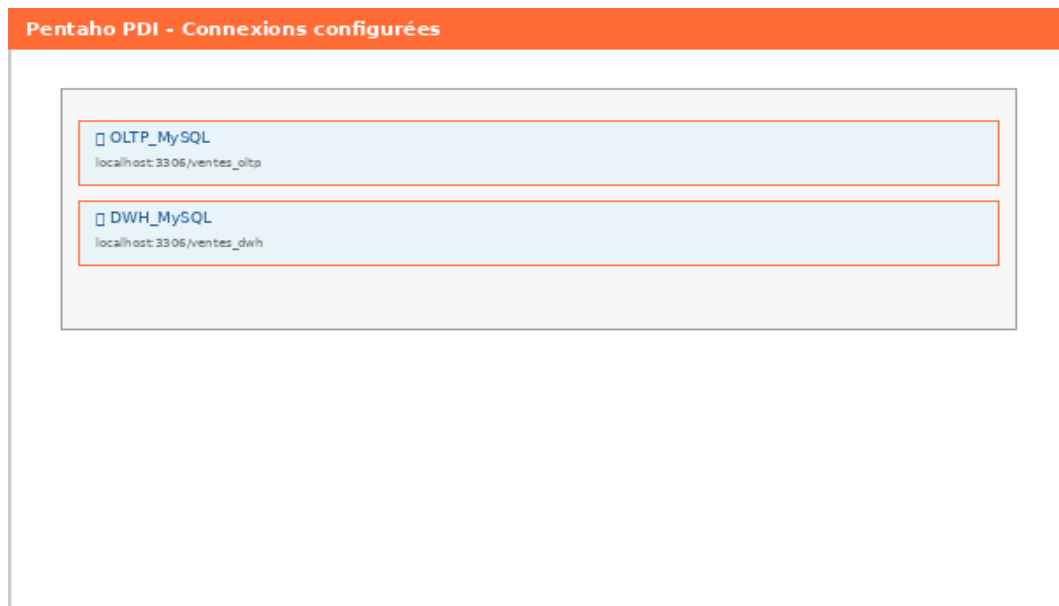 Pentaho PDI - Connexions configurées
OLTP_MySQL
localhost:3306/ventes_oltp
DWH_MySQL
localhost:3306/ventes_dwh